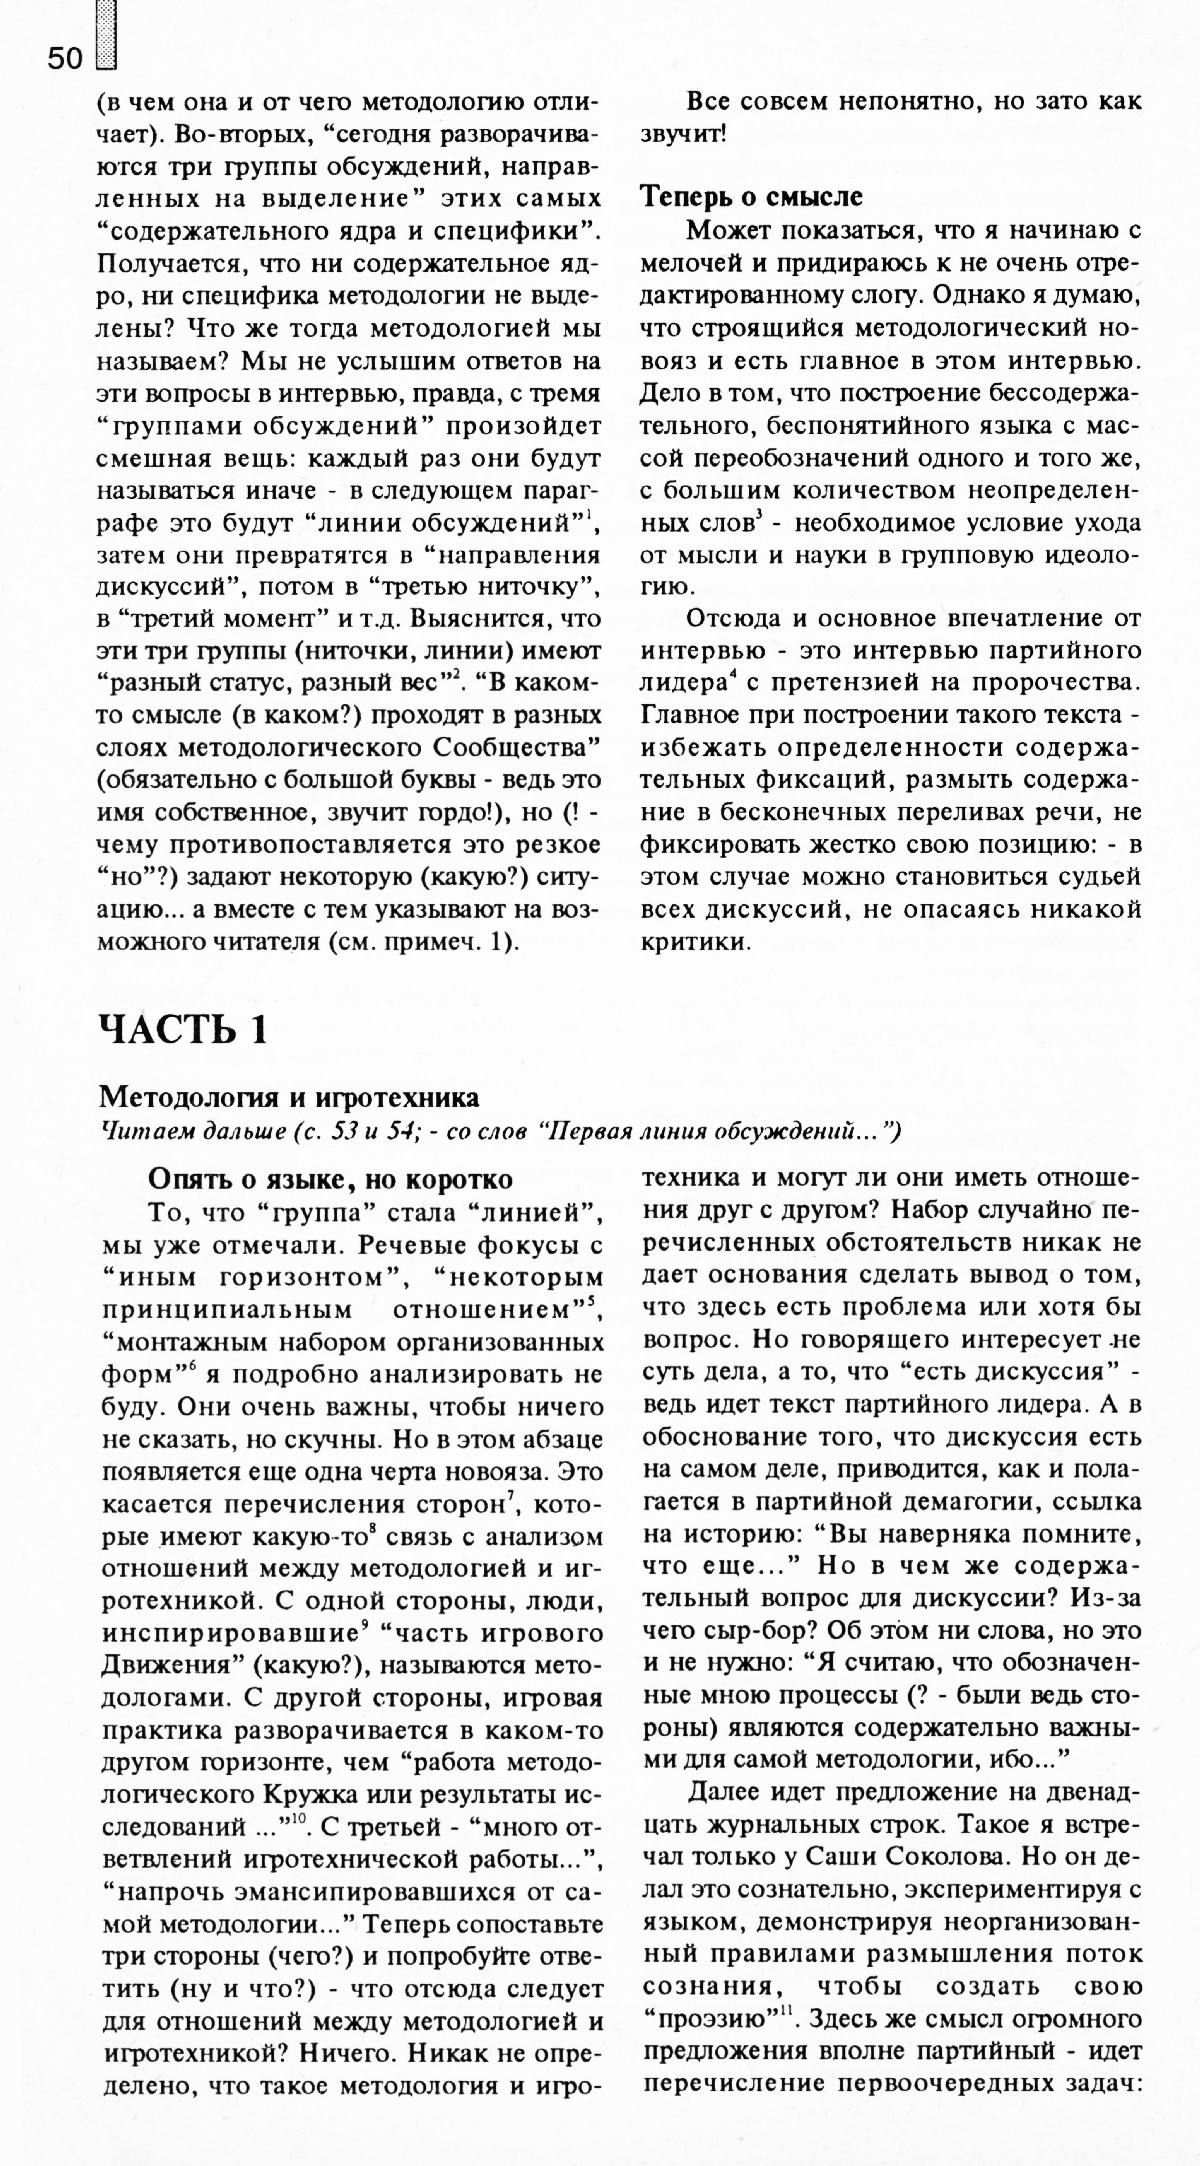 50
(в чем она и от чего методологию отли-
чает). Во-вторых, “сегодня разворачива-
ются три группы обсуждений, направ-
ленных на выделение” этих самых
“содержательного ядра и специфики”.
Получается, что ни содержательное яд-
ро, ни специфика методологии не выде-
лены? Что же тогда методологией мы
называем? Мы не услышим ответов на
эти вопросы в интервью, правда, с тремя
“группами обсуждений” произойдет
смешная вещь: каждый раз они будут
называться иначе - в следующем параг-
рафе это будут “линии обсуждений”¹,
затем они превратятся в “направления
дискуссий”, потом в “третью ниточку”,
в “третий момент” и т.д. Выяснится, что
эти три группы (ниточки, линии) имеют
“разный статус, разный вес”². “В каком-
то смысле (в каком?) проходят в разных
слоях методологического Сообщества”
(обязательно с большой буквы - ведь это
имя собственное, звучит гордо!), но (! -
чему противопоставляется это резкое
“но”?) задают некоторую (какую?) ситу-
ацию... а вместе с тем указывают на воз-
можного читателя (см. примеч. 1).
Все совсем непонятно, но зато как
звучит!
Теперь о смысле
Может показаться, что я начинаю с
мелочей и придираюсь к не очень отре-
дактированному слогу. Однако я думаю,
что строящийся методологический но-
вояз и есть главное в этом интервью.
Дело в том, что построение бессодержа-
тельного, беспонятийного языка с мас-
сой переобозначений одного и того же,
с большим количеством неопределен-
ных слов³ - необходимое условие ухода
от мысли и науки в групповую идеоло-
гию.
Отсюда и основное впечатление от
интервью - это интервью партийного
лидера⁴ с претензией на пророчества.
Главное при построении такого текста -
избежать определенности содержа-
тельных фиксаций, размыть содержа-
ние в бесконечных переливах речи, не
фиксировать жестко свою позицию: - в
этом случае можно становиться судьей
всех дискуссий, не опасаясь никакой
критики.
ЧАСТЬ 1
Методология и игротехника
Читаем дальше (с. 53 и 54; - со слов “Первая линия обсуждений...”)
Опять о языке, но коротко
То, что “группа” стала “линией”,
мы уже отмечали. Речевые фокусы с
“иным горизонтом”, “некоторым
принципиальным отношением”⁵,
“монтажным набором организованных
форм”⁶ я подробно анализировать не
буду. Они очень важны, чтобы ничего
не сказать, но скучны. Но в этом абзаце
появляется еще одна черта новояза. Это
касается перечисления сторон⁷, кото-
рые имеют какую-то⁸ связь с анализом
отношений между методологией и иг-
ротехникой. С одной стороны, люди,
инспирировавшие⁹ “часть игрового
Движения” (какую?), называются мето-
дологами. С другой стороны, игровая
практика разворачивается в каком-то
другом горизонте, чем “работа методо-
логического Кружка или результаты ис-
следований ...”¹⁰. С третьей - “много от-
ветвлений игротехнической работы...”,
“напрочь эмансипировавшихся от са-
мой методологии...” Теперь сопоставьте
три стороны (чего?) и попробуйте отве-
тить (ну и что?) - что отсюда следует
для отношений между методологией и
игротехникой? Ничего. Никак не опре-
делено, что такое методология и игро-
техника и могут ли они иметь отноше-
ния друг с другом? Набор случайно пе-
речисленных обстоятельств никак не
дает основания сделать вывод о том,
что здесь есть проблема или хотя бы
вопрос. Но говорящего интересует не
суть дела, а то, что “есть дискуссия” -
ведь идет текст партийного лидера. А в
обоснование того, что дискуссия есть
на самом деле, приводится, как и пола-
гается в партийной демагогии, ссылка
на историю: “Вы наверняка помните,
что еще...” Но в чем же содержа-
тельный вопрос для дискуссии? Из-за
чего сыр-бор? Об этом ни слова, но это
и не нужно: “Я считаю, что обозначен-
ные мною процессы (? - были ведь сто-
роны) являются содержательно важны-
ми для самой методологии, ибо...”
Далее идет предложение на двенад-
цать журнальных строк. Такое я встре-
чал только у Саши Соколова. Но он де-
лал это сознательно, экспериментируя с
языком, демонстрируя неорганизован-
ный правилами размышления поток
сознания, чтобы создать свою
“проэзию”¹¹. Здесь же смысл огромного
предложения вполне партийный - идет
перечисление первоочередных задач: